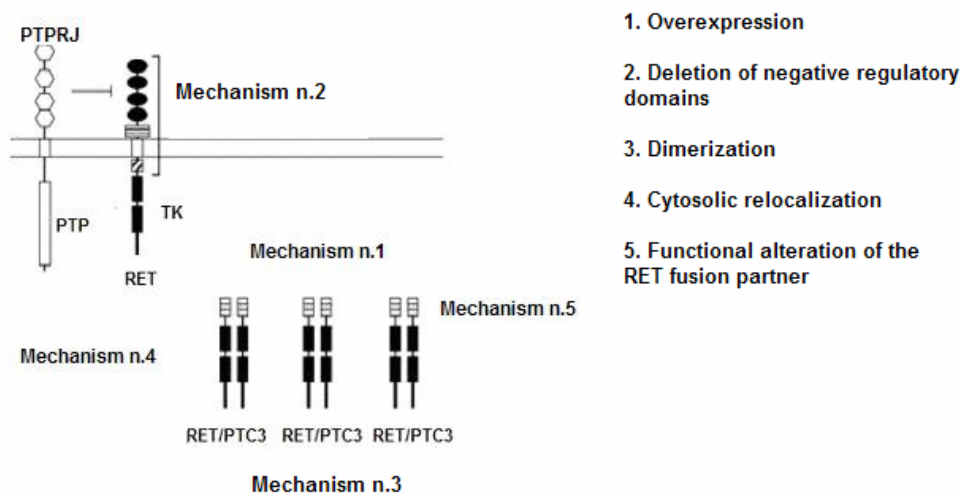 PTPRJ
Mechanism n.2
PTP
TK
RET
Mechanism n.1
Mechanism n.5
Mechanism n.4
RET/PTC3 RET/PTC3 RET/PTC3
Mechanism n.3
1. Overexpression
2. Deletion of negative regulatory
domains
3. Dimerization
4. Cytosolic relocalization
5. Functional alteration of the
RET fusion partner